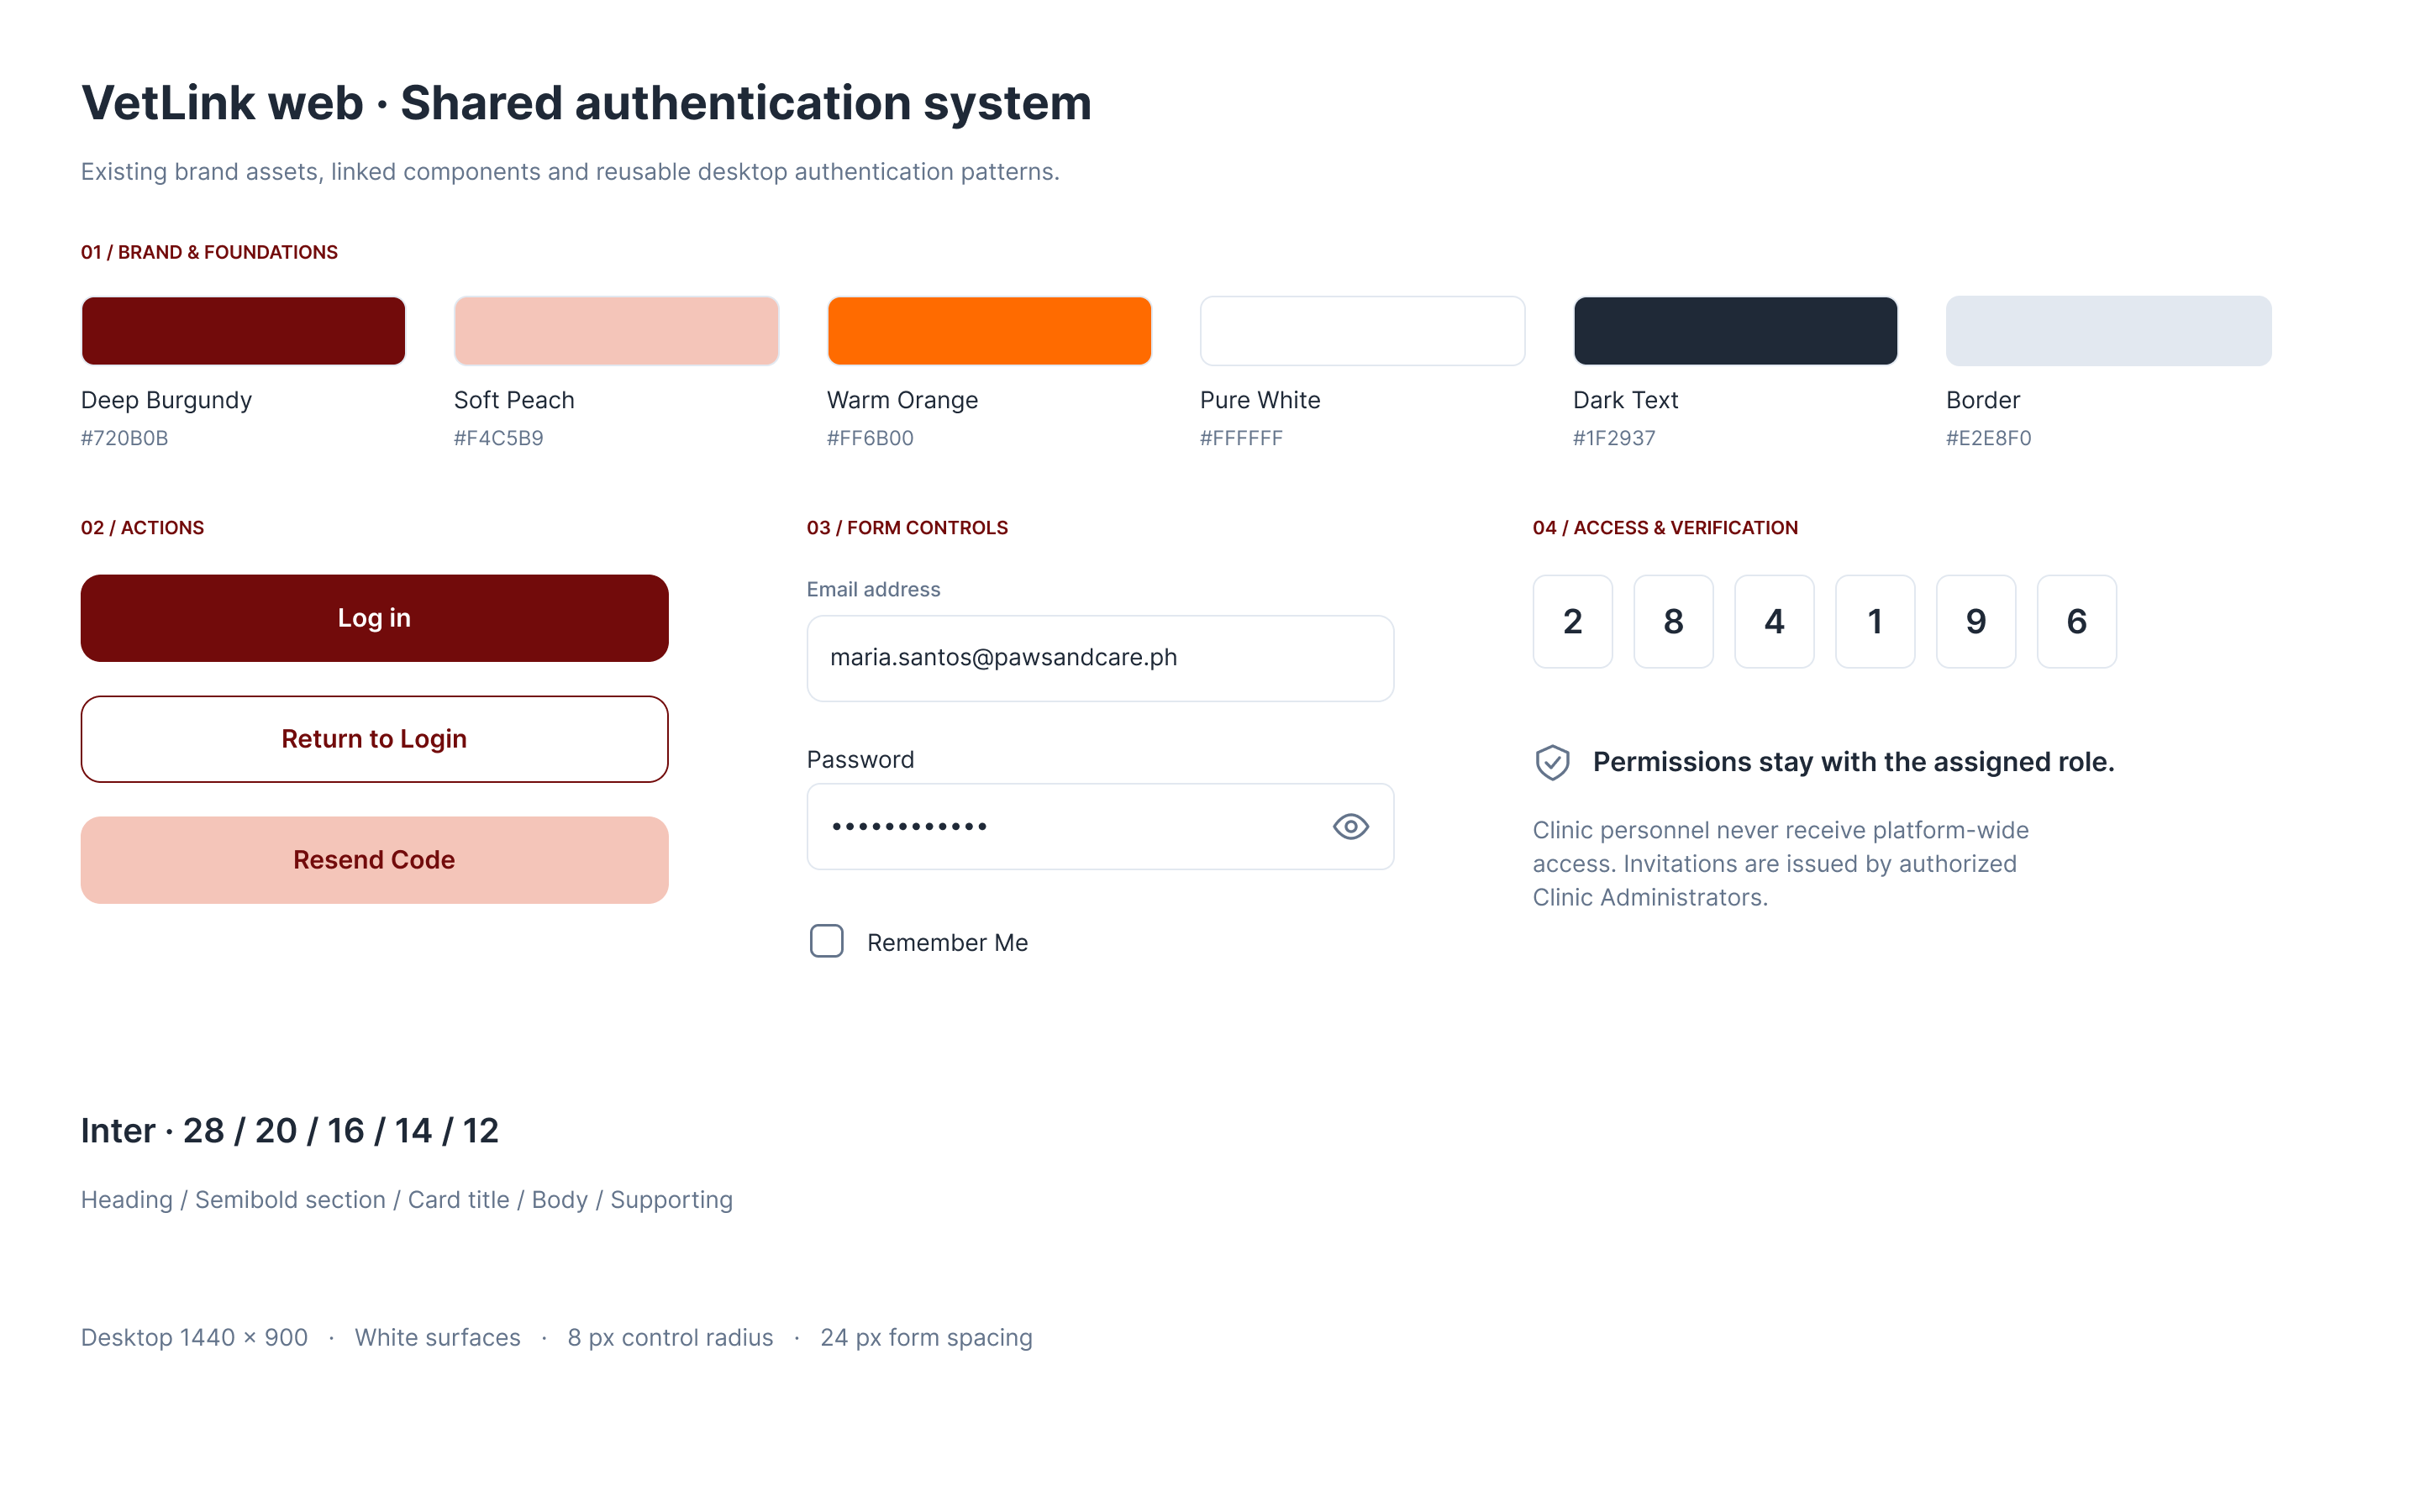 VetLink web · Shared authentication system
Existing brand assets, linked components and reusable desktop authentication patterns.
01 / BRAND & FOUNDATIONS
Deep Burgundy
#720B0B
Soft Peach
#F4C5B9
Warm Orange
#FF6B00
Pure White
#FFFFFF
Dark Text
#1F2937
Border
#E2E8F0
02 / ACTIONS
Log in
Return to Login
Resend Code
03 / FORM CONTROLS
Email address
maria.santos@pawsandcare.ph
Password
••••••••••••
Remember Me
04 / ACCESS & VERIFICATION
2 8 4 1 9 6
Permissions stay with the assigned role.
Clinic personnel never receive platform-wide
access. Invitations are issued by authorized
Clinic Administrators.
Inter · 28 / 20 / 16 / 14 / 12
Heading / Semibold section / Card title / Body / Supporting
Desktop 1440 × 900 · White surfaces · 8 px control radius · 24 px form spacing